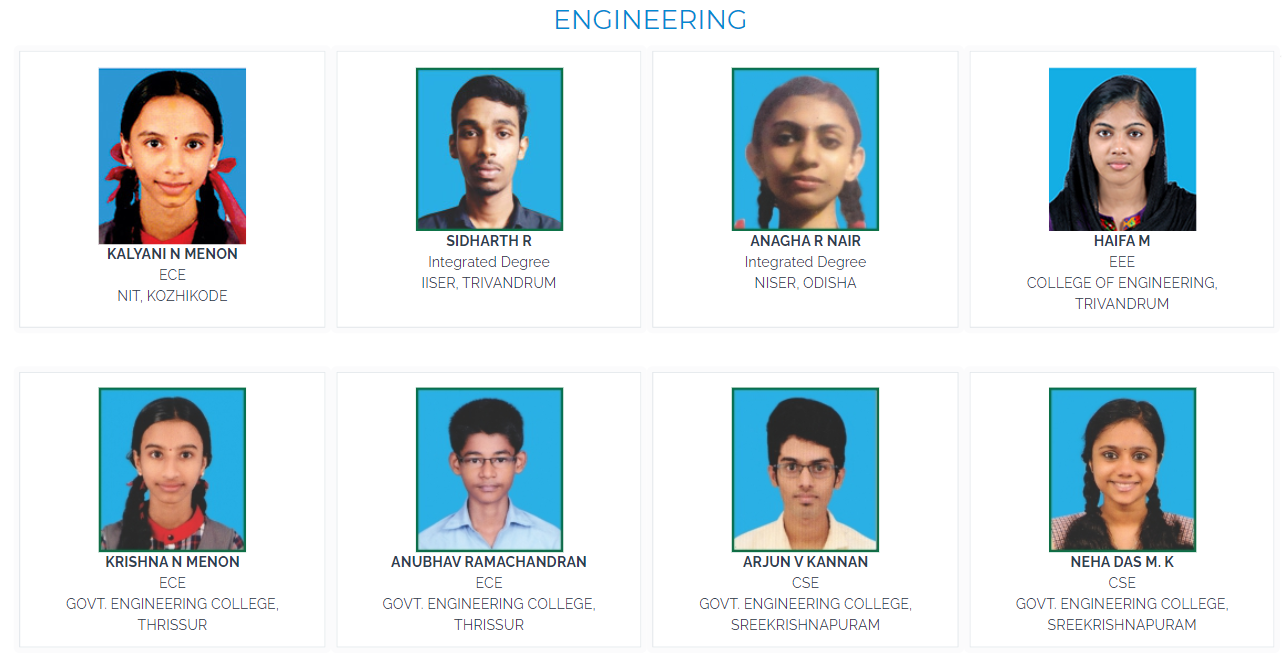 ENGINEERING
KALYANI N MENON
ECE
NIT, KOZHIKODE
SIDHARTH R
Integrated Degree
IISER, TRIVANDRUM
ANAGHA R NAIR
Integrated Degree
NISER, ODISHA
HAIFA M
EEE
COLLEGE OF ENGINEERING,
TRIVANDRUM
KRISHNA N MENON
ECE
GOVT. ENGINEERING COLLEGE,
THRISSUR
ANUBHAV RAMACHANDRAN
ECE
GOVT. ENGINEERING COLLEGE,
THRISSUR
ARJUN V KANNAN
CSE
GOVT. ENGINEERING COLLEGE,
SREEKRISHNAPURAM
NEHA DAS M. K
CSE
GOVT. ENGINEERING COLLEGE,
SREEKRISHNAPURAM